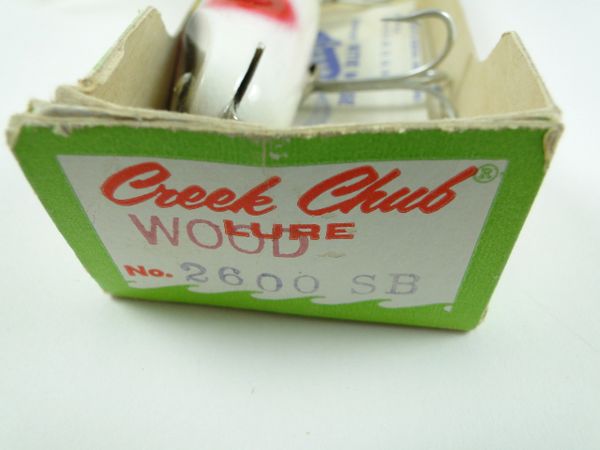 Creek Chub®
LURE
WOOD
No. 2600 SB